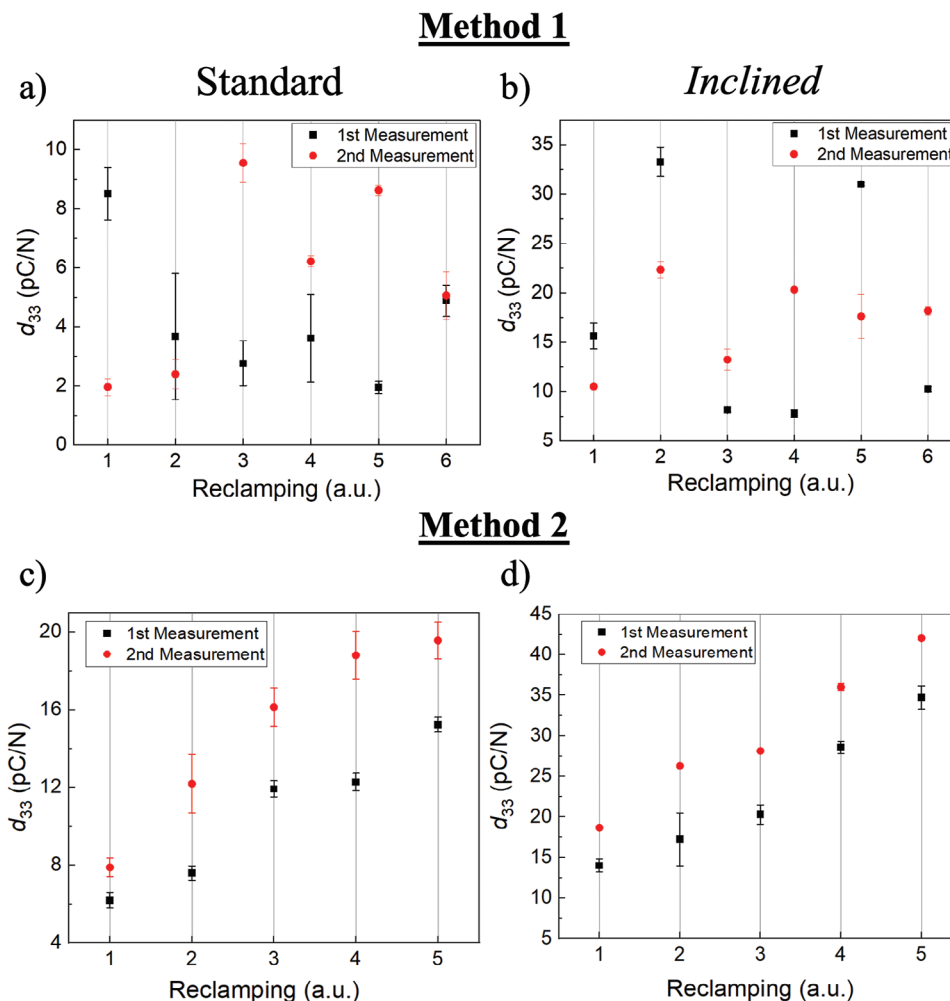 Method 1
a) Standard
b) Inclined
1st Measurement
2nd Measurement
10
8
6
4
2
0
d33 (pC/N)
1 2 3 4 5 6
Reclamping (a.u.)
1st Measurement
2nd Measurement
35
30
25
20
15
10
5
d33 (pC/N)
1 2 3 4 5 6
Reclamping (a.u.)
Method 2
c)
d)
1st Measurement
2nd Measurement
20
16
12
8
4
d33 (pC/N)
1 2 3 4 5
Reclamping (a.u.)
1st Measurement
2nd Measurement
45
40
35
30
25
20
15
10
5
d33 (pC/N)
1 2 3 4 5
Reclamping (a.u.)